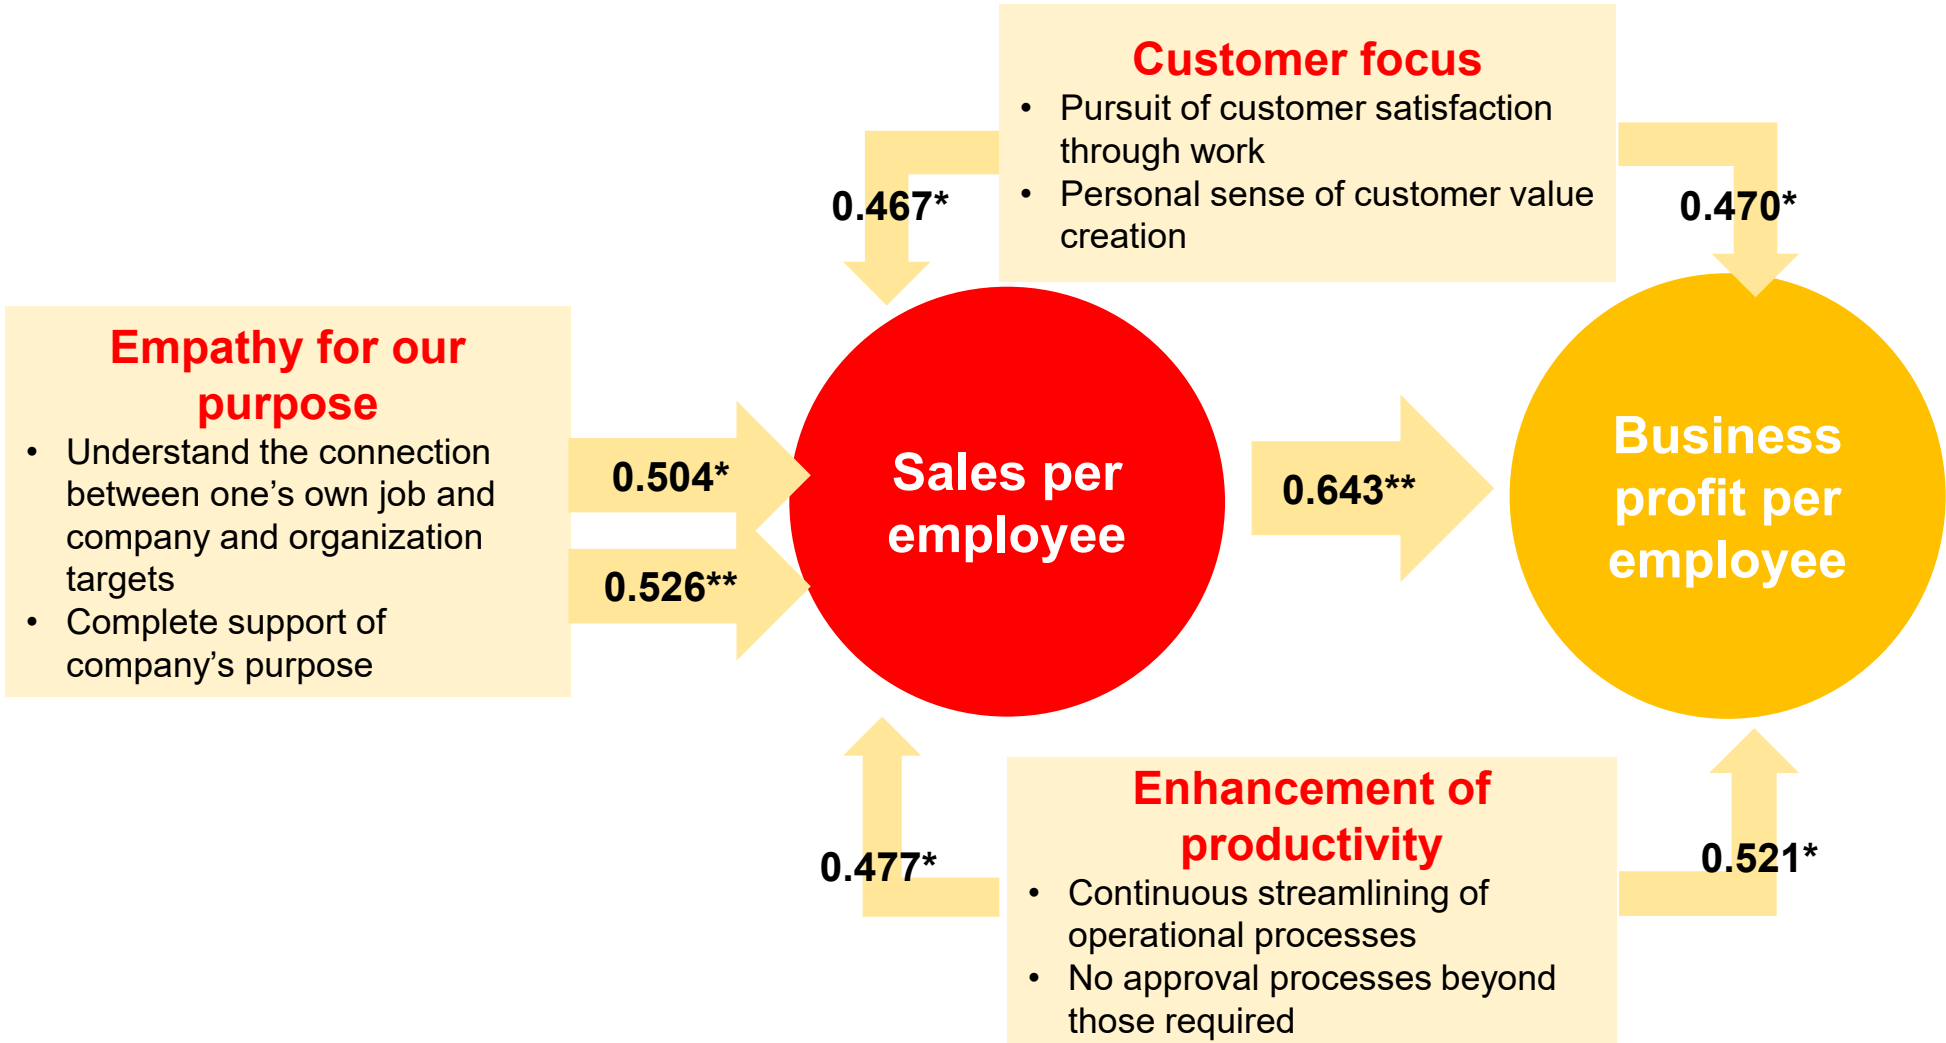 Customer focus
• Pursuit of customer satisfaction
through work
• Personal sense of customer value
creation
0.467*
0.470*
Empathy for our
purpose
• Understand the connection
between one’s own job and
company and organization
targets
• Complete support of
company’s purpose
0.504*
0.526**
Sales per
employee
0.643**
Business
profit per
employee
0.477*
0.521*
Enhancement of
productivity
• Continuous streamlining of
operational processes
• No approval processes beyond
those required